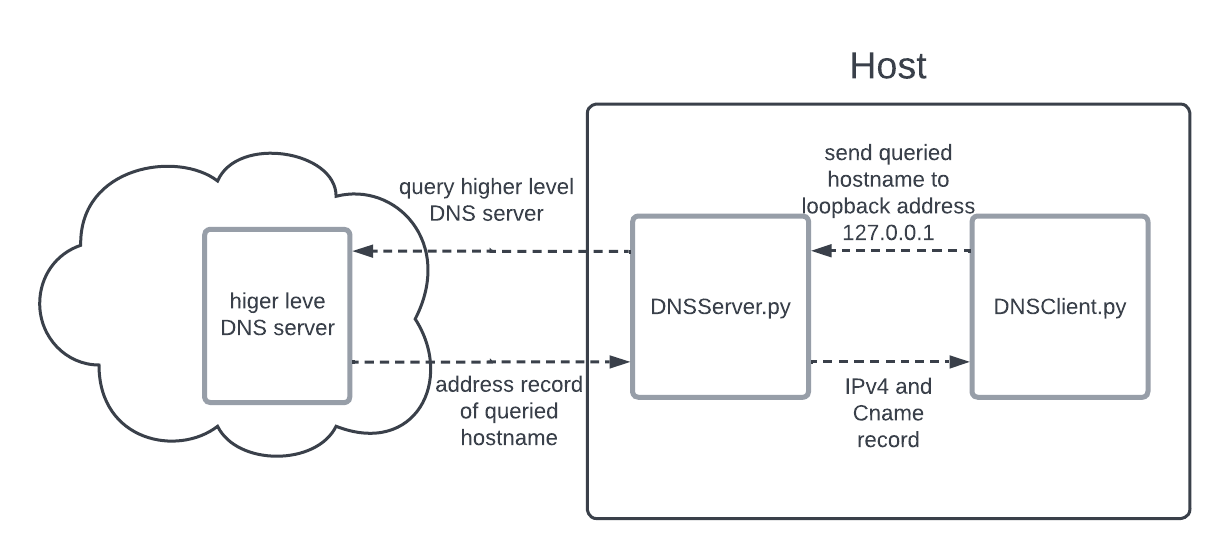 Host
send queried
hostname to
loopback address
127.0.0.1
query higher level
DNS server
higer leve
DNS server
DNSServer.py
DNSClient.py
address record
of queried
hostname
IPv4 and
Cname
record